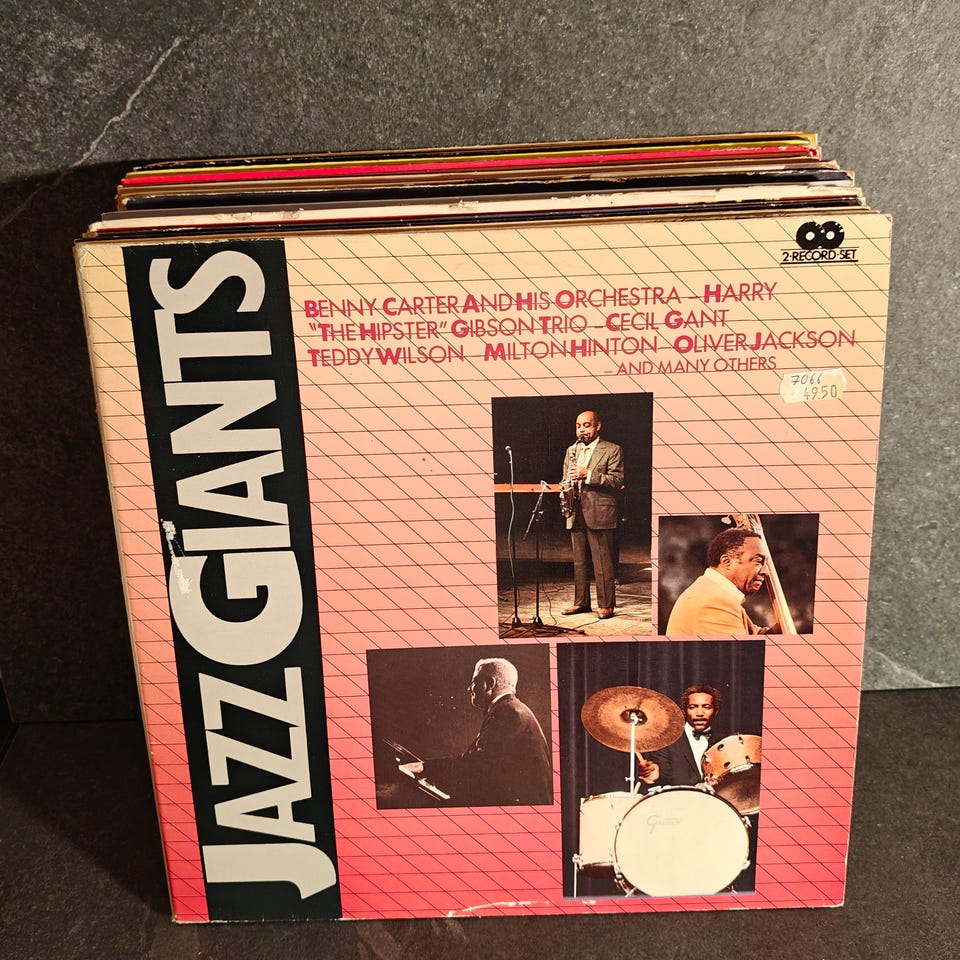 JAZZ GIANTS
2-RECORD-SET
BENNY CARTER AND HIS ORCHESTRA – HARRY
"THE HIPSTER" GIBSON TRIO – CECIL GANT
TEDDY WILSON – MILTON HINTON – OLIVER JACKSON
– AND MANY OTHERS
7066
49.50
Gretsch